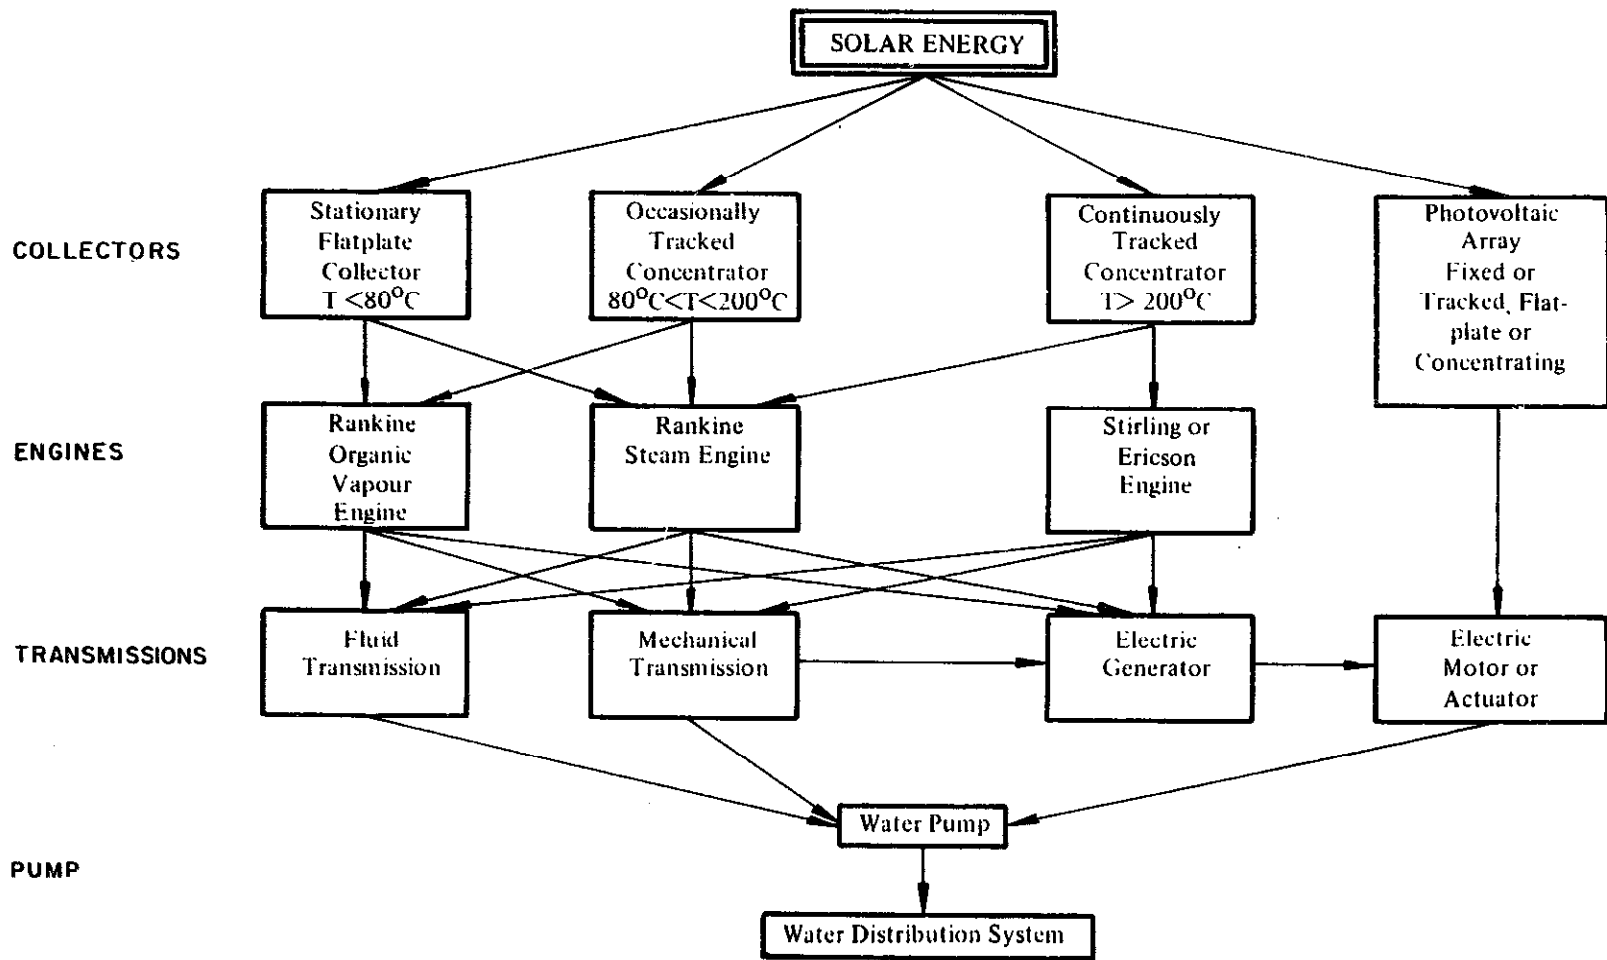 SOLAR ENERGY
COLLECTORS
Stationary
Flatplate
Collector
T <80°C
Occasionally
Tracked
Concentrator
80°C<T<200°C
Continuously
Tracked
Concentrator
T> 200°C
Photovoltaic
Array
Fixed or
Tracked, Flat-
plate or
Concentrating
ENGINES
Rankine
Organic
Vapour
Engine
Rankine
Steam Engine
Stirling or
Ericson
Engine
TRANSMISSIONS
Fluid
Transmission
Mechanical
Transmission
Electric
Generator
Electric
Motor or
Actuator
PUMP
Water Pump
Water Distribution System